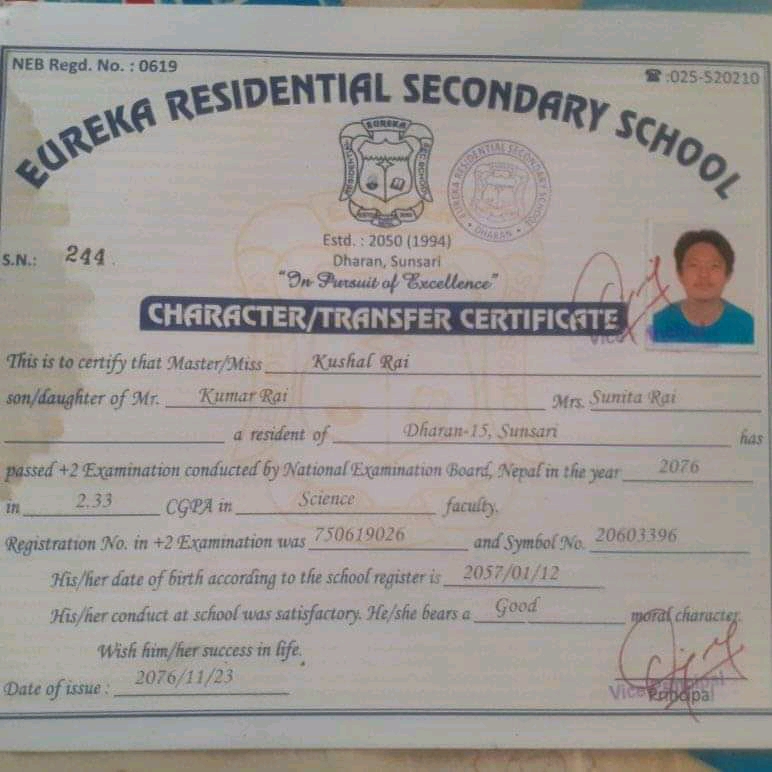 NEB Regd. No. : 0619
☎ :025-520210
EUREKA RESIDENTIAL SECONDARY SCHOOL
EUREKA
EUREKA RESIDENTIAL SECONDARY SCHOOL
DHARAN
Estd. : 2050 (1994)
Dharan, Sunsari
"In Pursuit of Excellence"
S.N.: 244.
CHARACTER/TRANSFER CERTIFICATE
This is to certify that Master/Miss Kushal Rai
son/daughter of Mr. Kumar Rai Mrs. Sunita Rai
a resident of Dharan-15, Sunsari has
passed +2 Examination conducted by National Examination Board, Nepal in the year 2076
in 2.33 CGPA in Science faculty.
Registration No. in +2 Examination was 750619026 and Symbol No. 20603396
His/her date of birth according to the school register is 2057/01/12
His/her conduct at school was satisfactory. He/she bears a Good moral character.
Wish him/her success in life.
Date of issue : 2076/11/23
Vice Principal
Principal